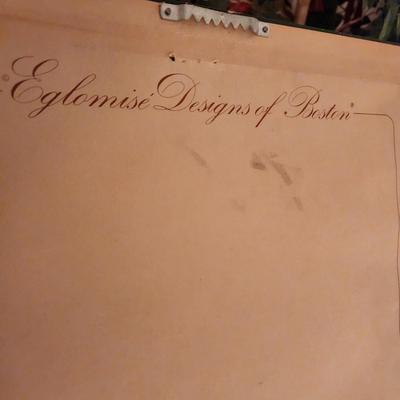 Eglomisé Designs of Boston®